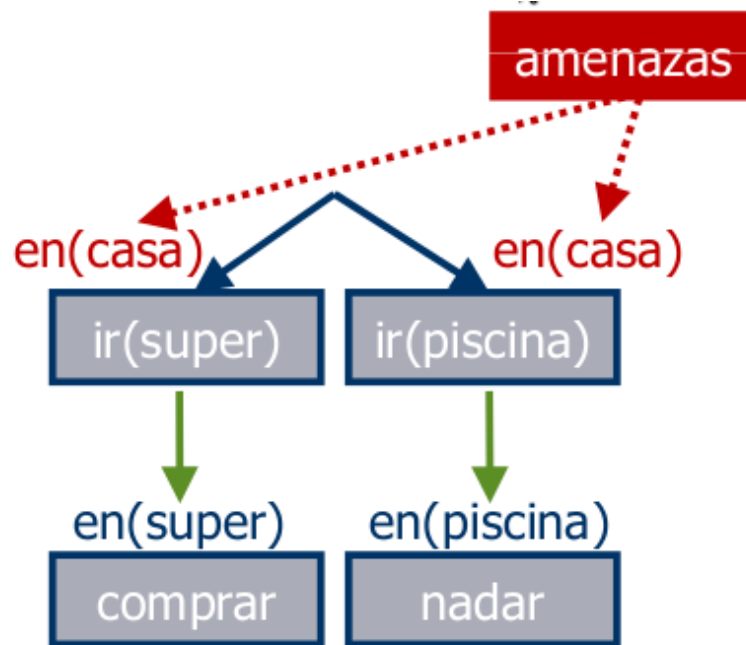 amenazas
en(casa)
en(casa)
ir(super)
ir(piscina)
en(super)
en(piscina)
comprar
nadar